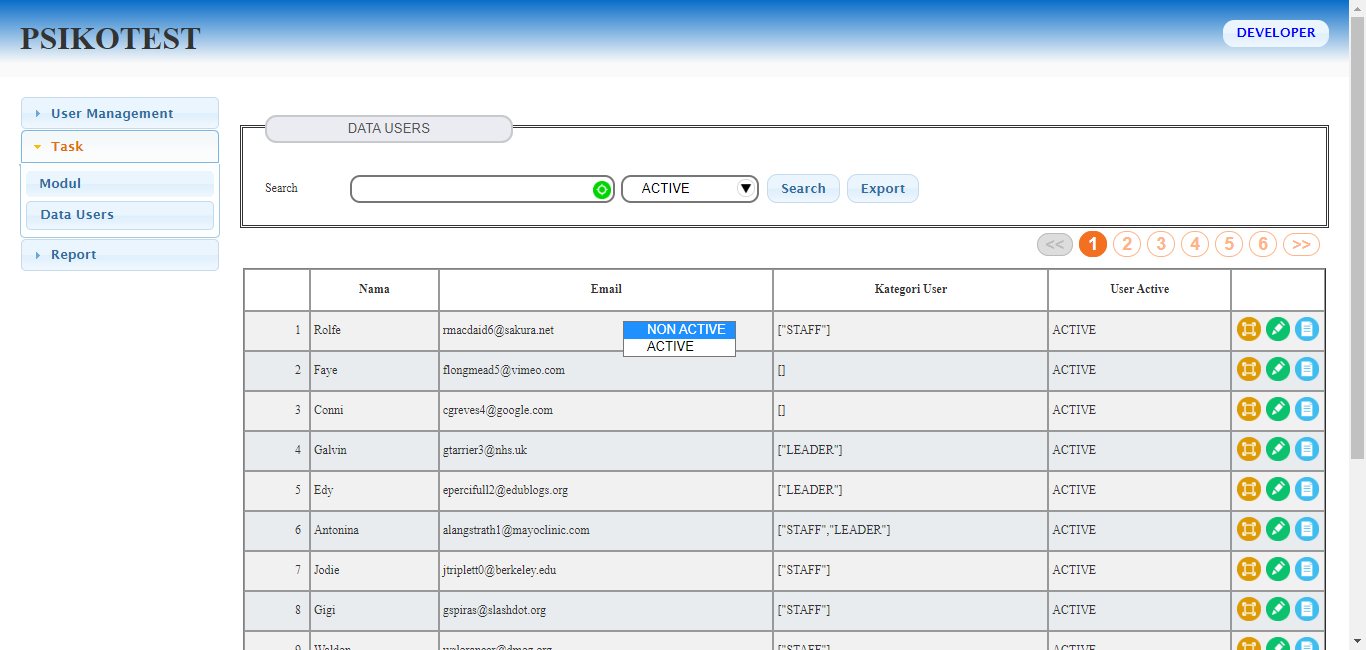 PSIKOTEST
DEVELOPER
User Management
Task
Modul
Data Users
Report
DATA USERS
Search ACTIVE Search Export
<< 1 2 3 4 5 6 >>
Nama Email Kategori User User Active
1 Rolfe rmacdaid6@sakura.net ["STAFF"] ACTIVE
NON ACTIVE
ACTIVE
2 Faye flongmead5@vimeo.com [] ACTIVE
3 Conni cgreves4@google.com [] ACTIVE
4 Galvin gtarrier3@nhs.uk ["LEADER"] ACTIVE
5 Edy epercifull2@edublogs.org ["LEADER"] ACTIVE
6 Antonina alangstrath1@mayoclinic.com ["STAFF","LEADER"] ACTIVE
7 Jodie jtriplett0@berkeley.edu ["STAFF"] ACTIVE
8 Gigi gspiras@slashdot.org ["STAFF"] ACTIVE
9 ["STAFF"] ACTIVE